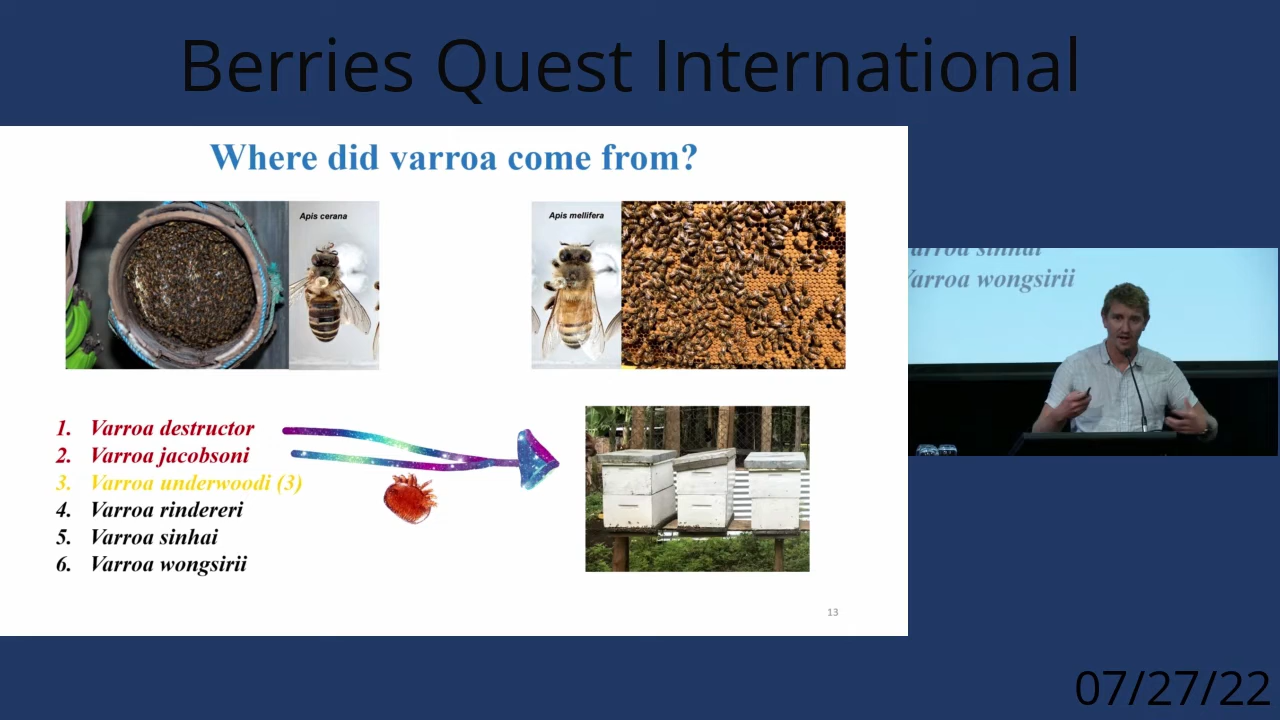 Berries Quest International
Where did varroa come from?
Apis cerana
Apis mellifera
1. Varroa destructor
2. Varroa jacobsoni
3. Varroa underwoodi (3)
4. Varroa rindereri
5. Varroa sinhai
6. Varroa wongsirii
13
sinhai
Varroa wongsirii
07/27/22